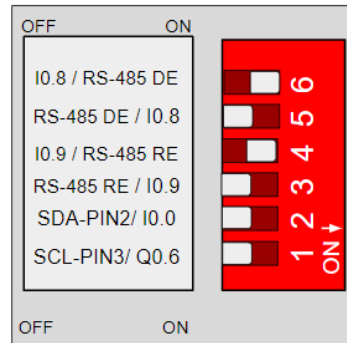 OFF ON
I0.8 / RS-485 DE
RS-485 DE / I0.8
I0.9 / RS-485 RE
RS-485 RE / I0.9
SDA-PIN2/ I0.0
SCL-PIN3/ Q0.6
OFF ON
6
5
4
3
2
1
ON